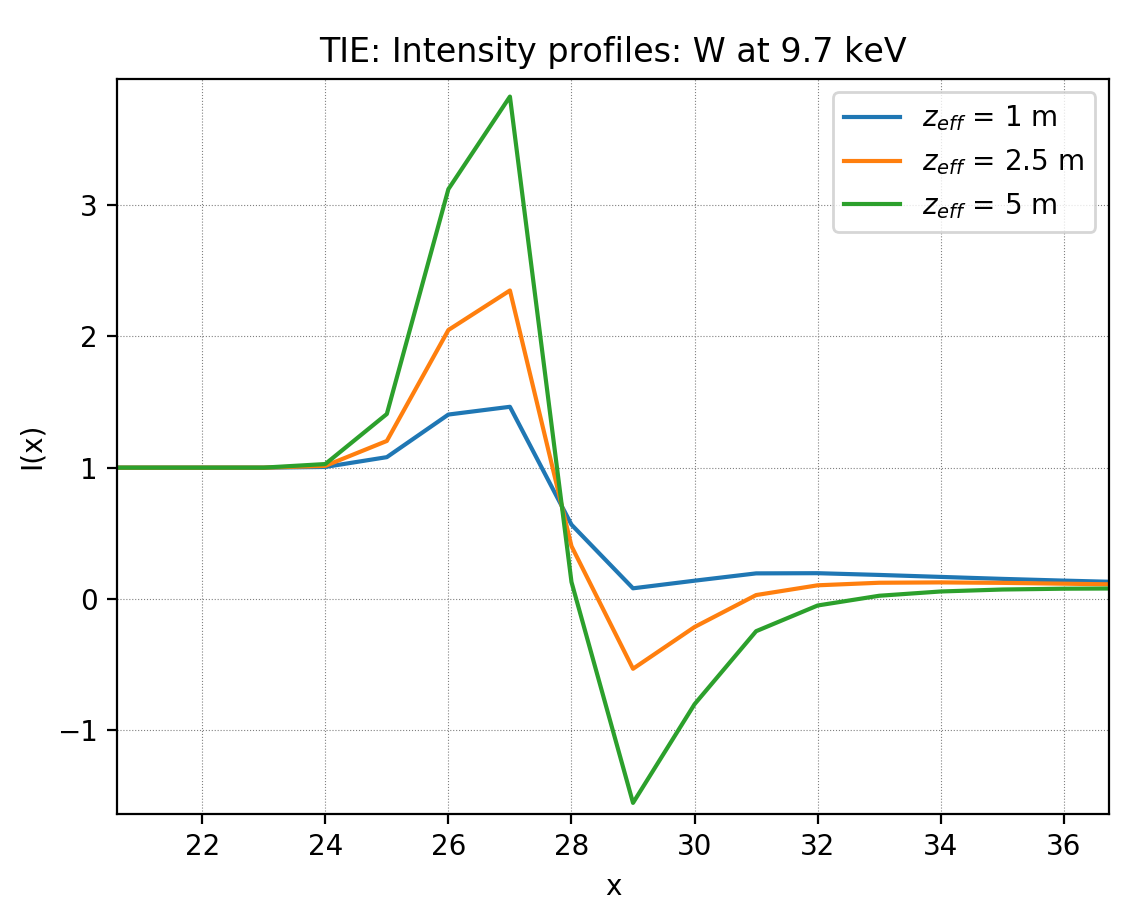 TIE: Intensity profiles: W at 9.7 keV
z_eff = 1 m
z_eff = 2.5 m
z_eff = 5 m
I(x)
3
2
1
0
−1
22 24 26 28 30 32 34 36
x